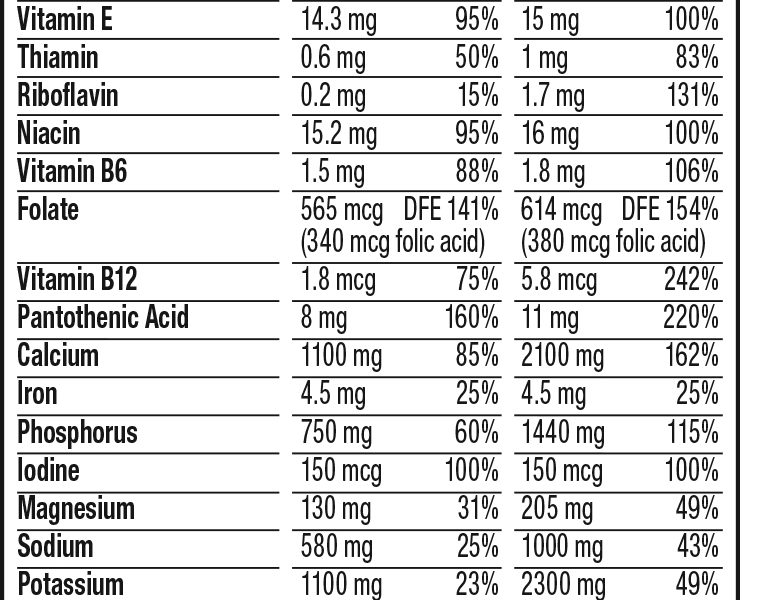 Vitamin E 14.3 mg 95% 15 mg 100%
Thiamin 0.6 mg 50% 1 mg 83%
Riboflavin 0.2 mg 15% 1.7 mg 131%
Niacin 15.2 mg 95% 16 mg 100%
Vitamin B6 1.5 mg 88% 1.8 mg 106%
Folate 565 mcg DFE 141% 614 mcg DFE 154%
(340 mcg folic acid) (380 mcg folic acid)
Vitamin B12 1.8 mcg 75% 5.8 mcg 242%
Pantothenic Acid 8 mg 160% 11 mg 220%
Calcium 1100 mg 85% 2100 mg 162%
Iron 4.5 mg 25% 4.5 mg 25%
Phosphorus 750 mg 60% 1440 mg 115%
Iodine 150 mcg 100% 150 mcg 100%
Magnesium 130 mg 31% 205 mg 49%
Sodium 580 mg 25% 1000 mg 43%
Potassium 1100 mg 23% 2300 mg 49%